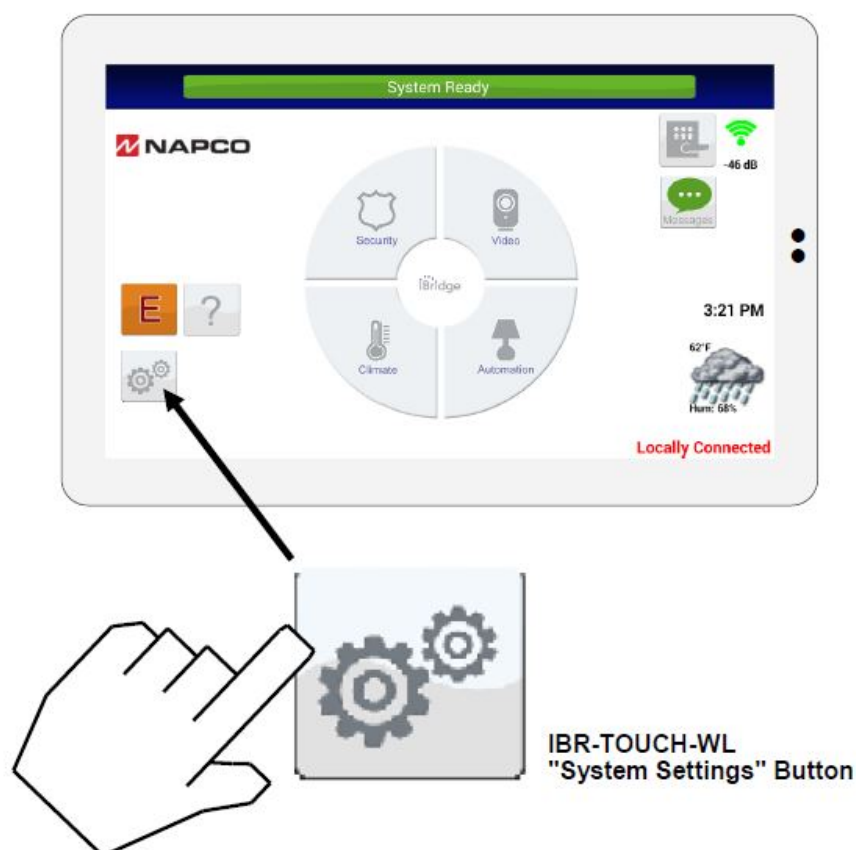 System Ready
NAPCO
-46 dB
Messages
Security
Video
iBridge
E
?
3:21 PM
Climate
Automation
62°F
Hum: 68%
Locally Connected
IBR-TOUCH-WL
"System Settings" Button